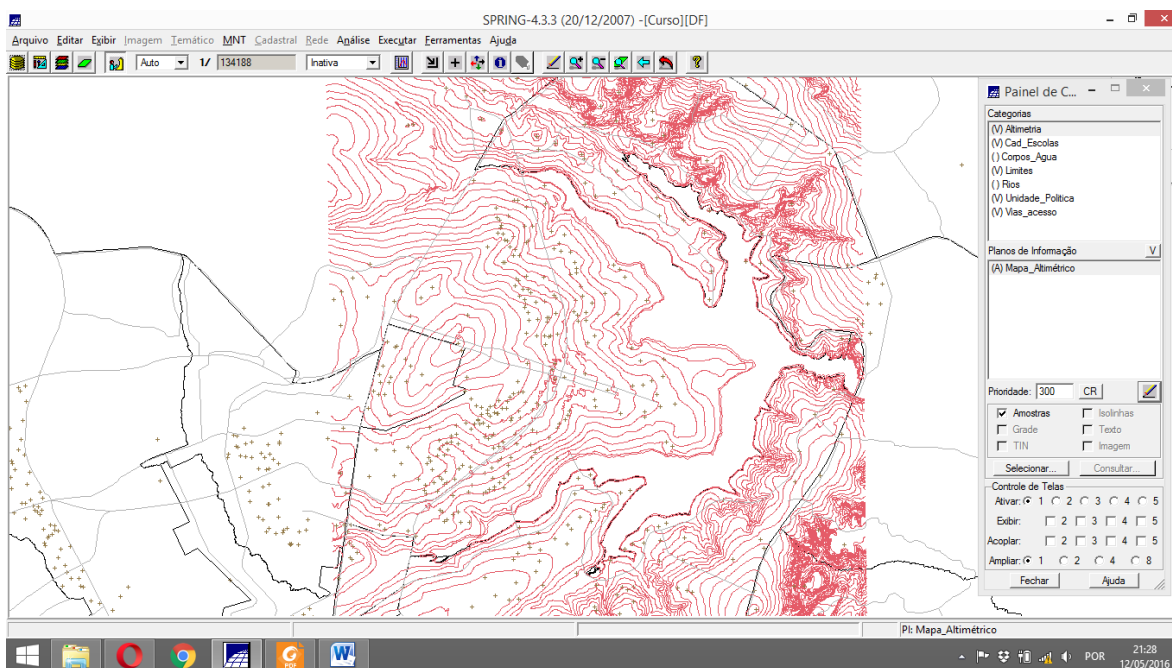 SPRING-4.3.3 (20/12/2007) -[Curso][DF]
Arquivo Editar Exibir Imagem Temático MNT Cadastral Rede Análise Executar Ferramentas Ajuda
Auto 1/ 134188 Inativa
Painel de C...
Categorias
(V) Altimetria
(V) Cad_Escolas
( ) Corpos_Agua
(V) Limites
( ) Rios
(V) Unidade_Politica
(V) Vias_acesso
Planos de Informação V
(A) Mapa_Altimétrico
Prioridade: 300 CR
Amostras Isolinhas
Grade Texto
TIN Imagem
Selecionar... Consultar...
Controle de Telas
Ativar: 1 2 3 4 5
Exibir: 2 3 4 5
Acoplar: 2 3 4 5
Ampliar: 1 2 4 8
Fechar Ajuda
PI: Mapa_Altimétrico
PDF
W
POR
21:28
12/05/2016